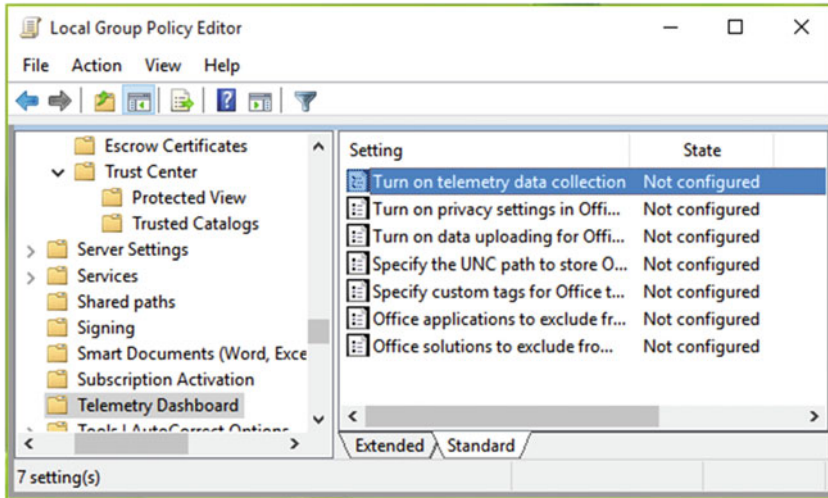 Local Group Policy Editor
File Action View Help
Escrow Certificates
Trust Center
Protected View
Trusted Catalogs
Server Settings
Services
Shared paths
Signing
Smart Documents (Word, Exce
Subscription Activation
Telemetry Dashboard
Tools | AutoCorrect Options
Setting State
Turn on telemetry data collection Not configured
Turn on privacy settings in Offi... Not configured
Turn on data uploading for Offi... Not configured
Specify the UNC path to store O... Not configured
Specify custom tags for Office t... Not configured
Office applications to exclude fr... Not configured
Office solutions to exclude fro... Not configured
Extended Standard
7 setting(s)